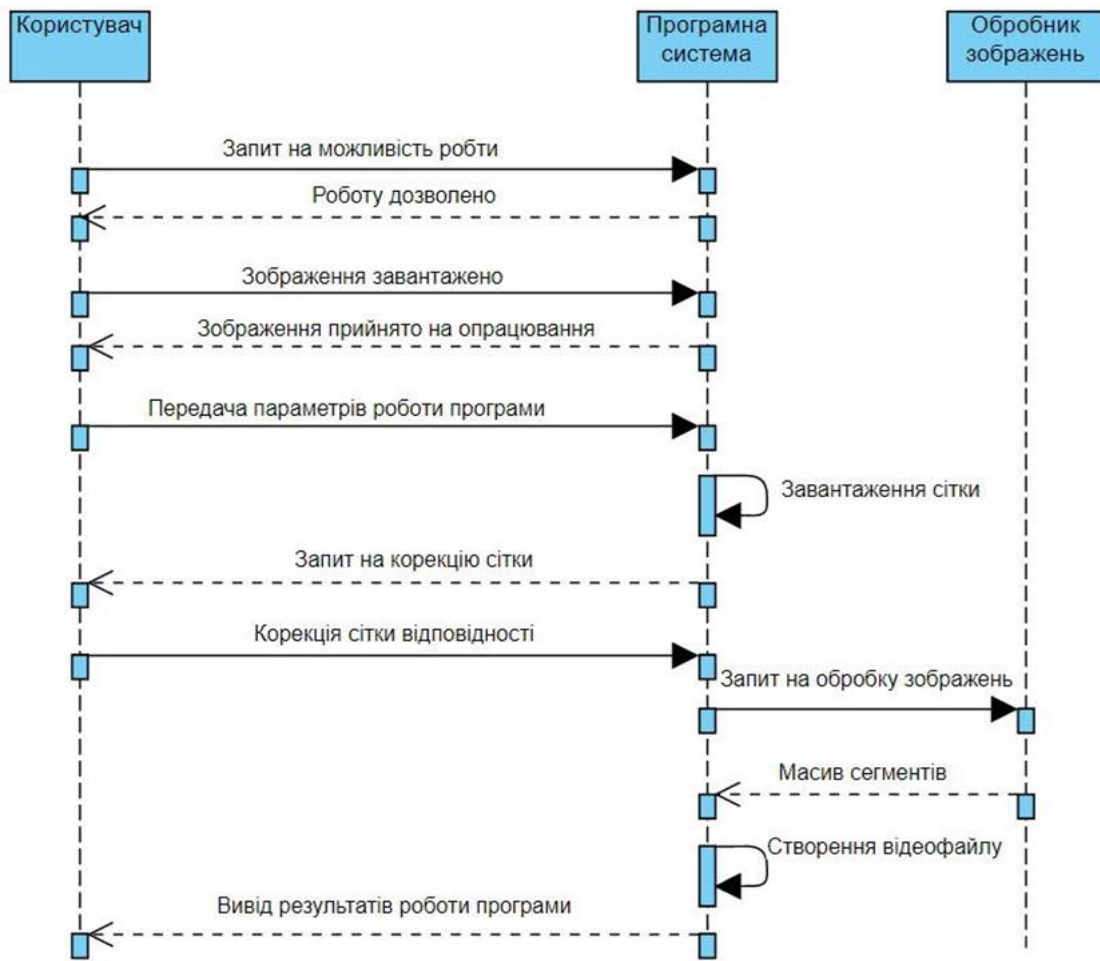 Користувач
Програмна
система
Обробник
зображень
Запит на можливість робти
Роботу дозволено
Зображення завантажено
Зображення прийнято на опрацювання
Передача параметрів роботи програми
Завантаження сітки
Запит на корекцію сітки
Корекція сітки відповідності
Запит на обробку зображень
Масив сегментів
Створення відеофайлу
Вивід результатів роботи програми